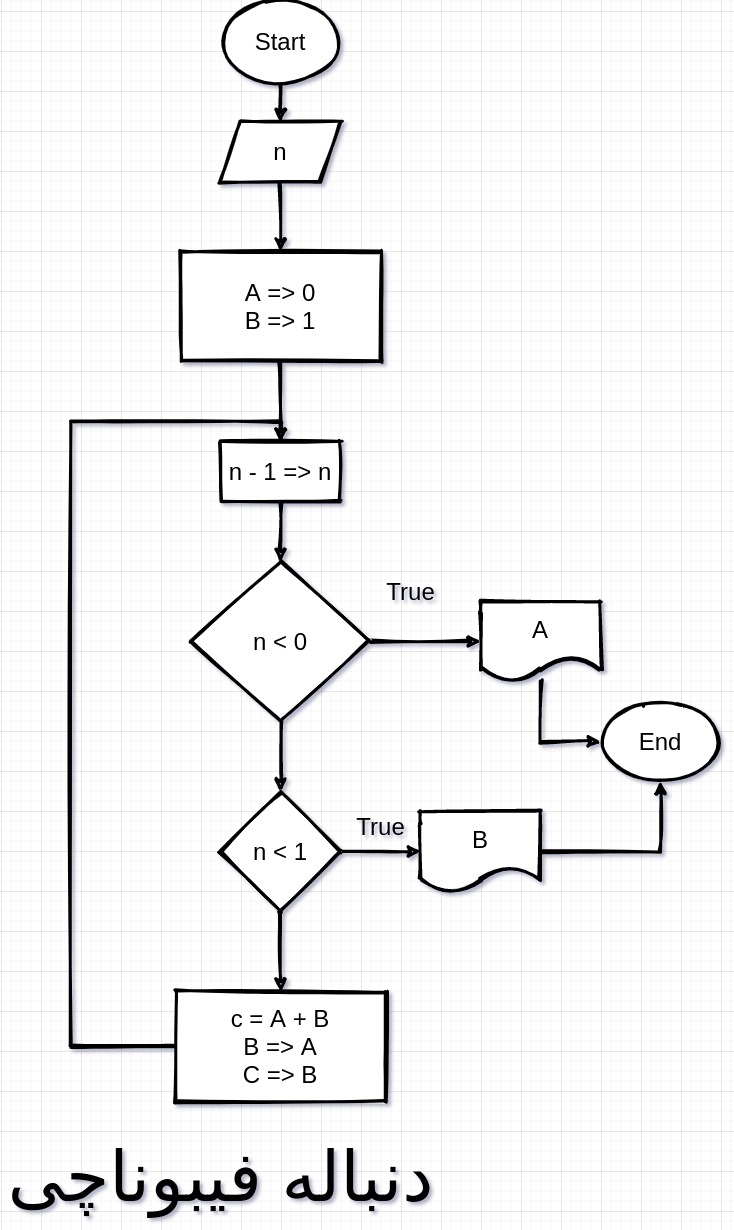 Start
n
A => 0
B => 1
n - 1 => n
n < 0
True
A
End
n < 1
True
B
c = A + B
B => A
C => B
دنباله فیبوناچی